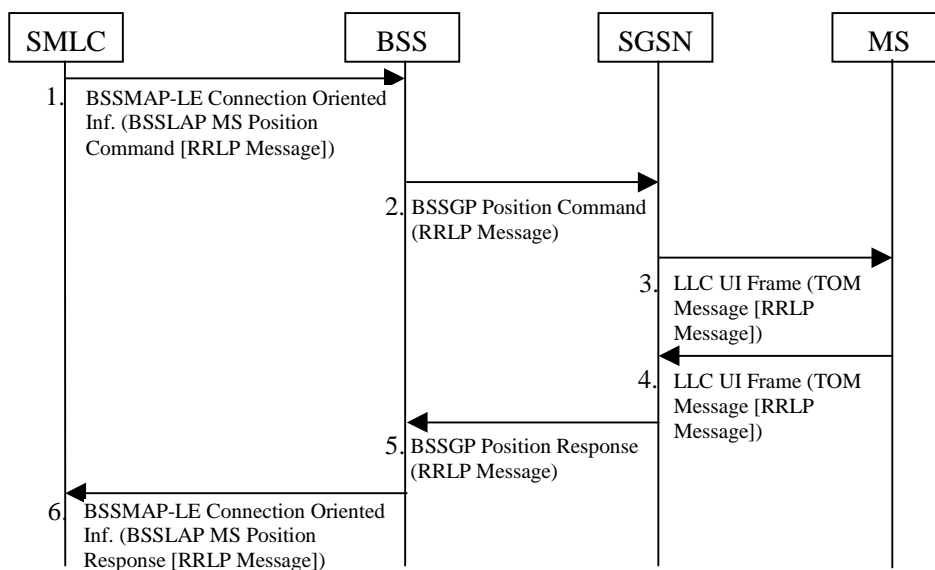 SMLC
BSS
SGSN
MS
1. BSSMAP-LE Connection Oriented
Inf. (BSSLAP MS Position
Command [RRLP Message])
2. BSSGP Position Command
(RRLP Message)
3. LLC UI Frame (TOM
Message [RRLP
Message])
4. LLC UI Frame (TOM
Message [RRLP
Message])
5. BSSGP Position Response
(RRLP Message)
6. BSSMAP-LE Connection Oriented
Inf. (BSSLAP MS Position
Response [RRLP Message])